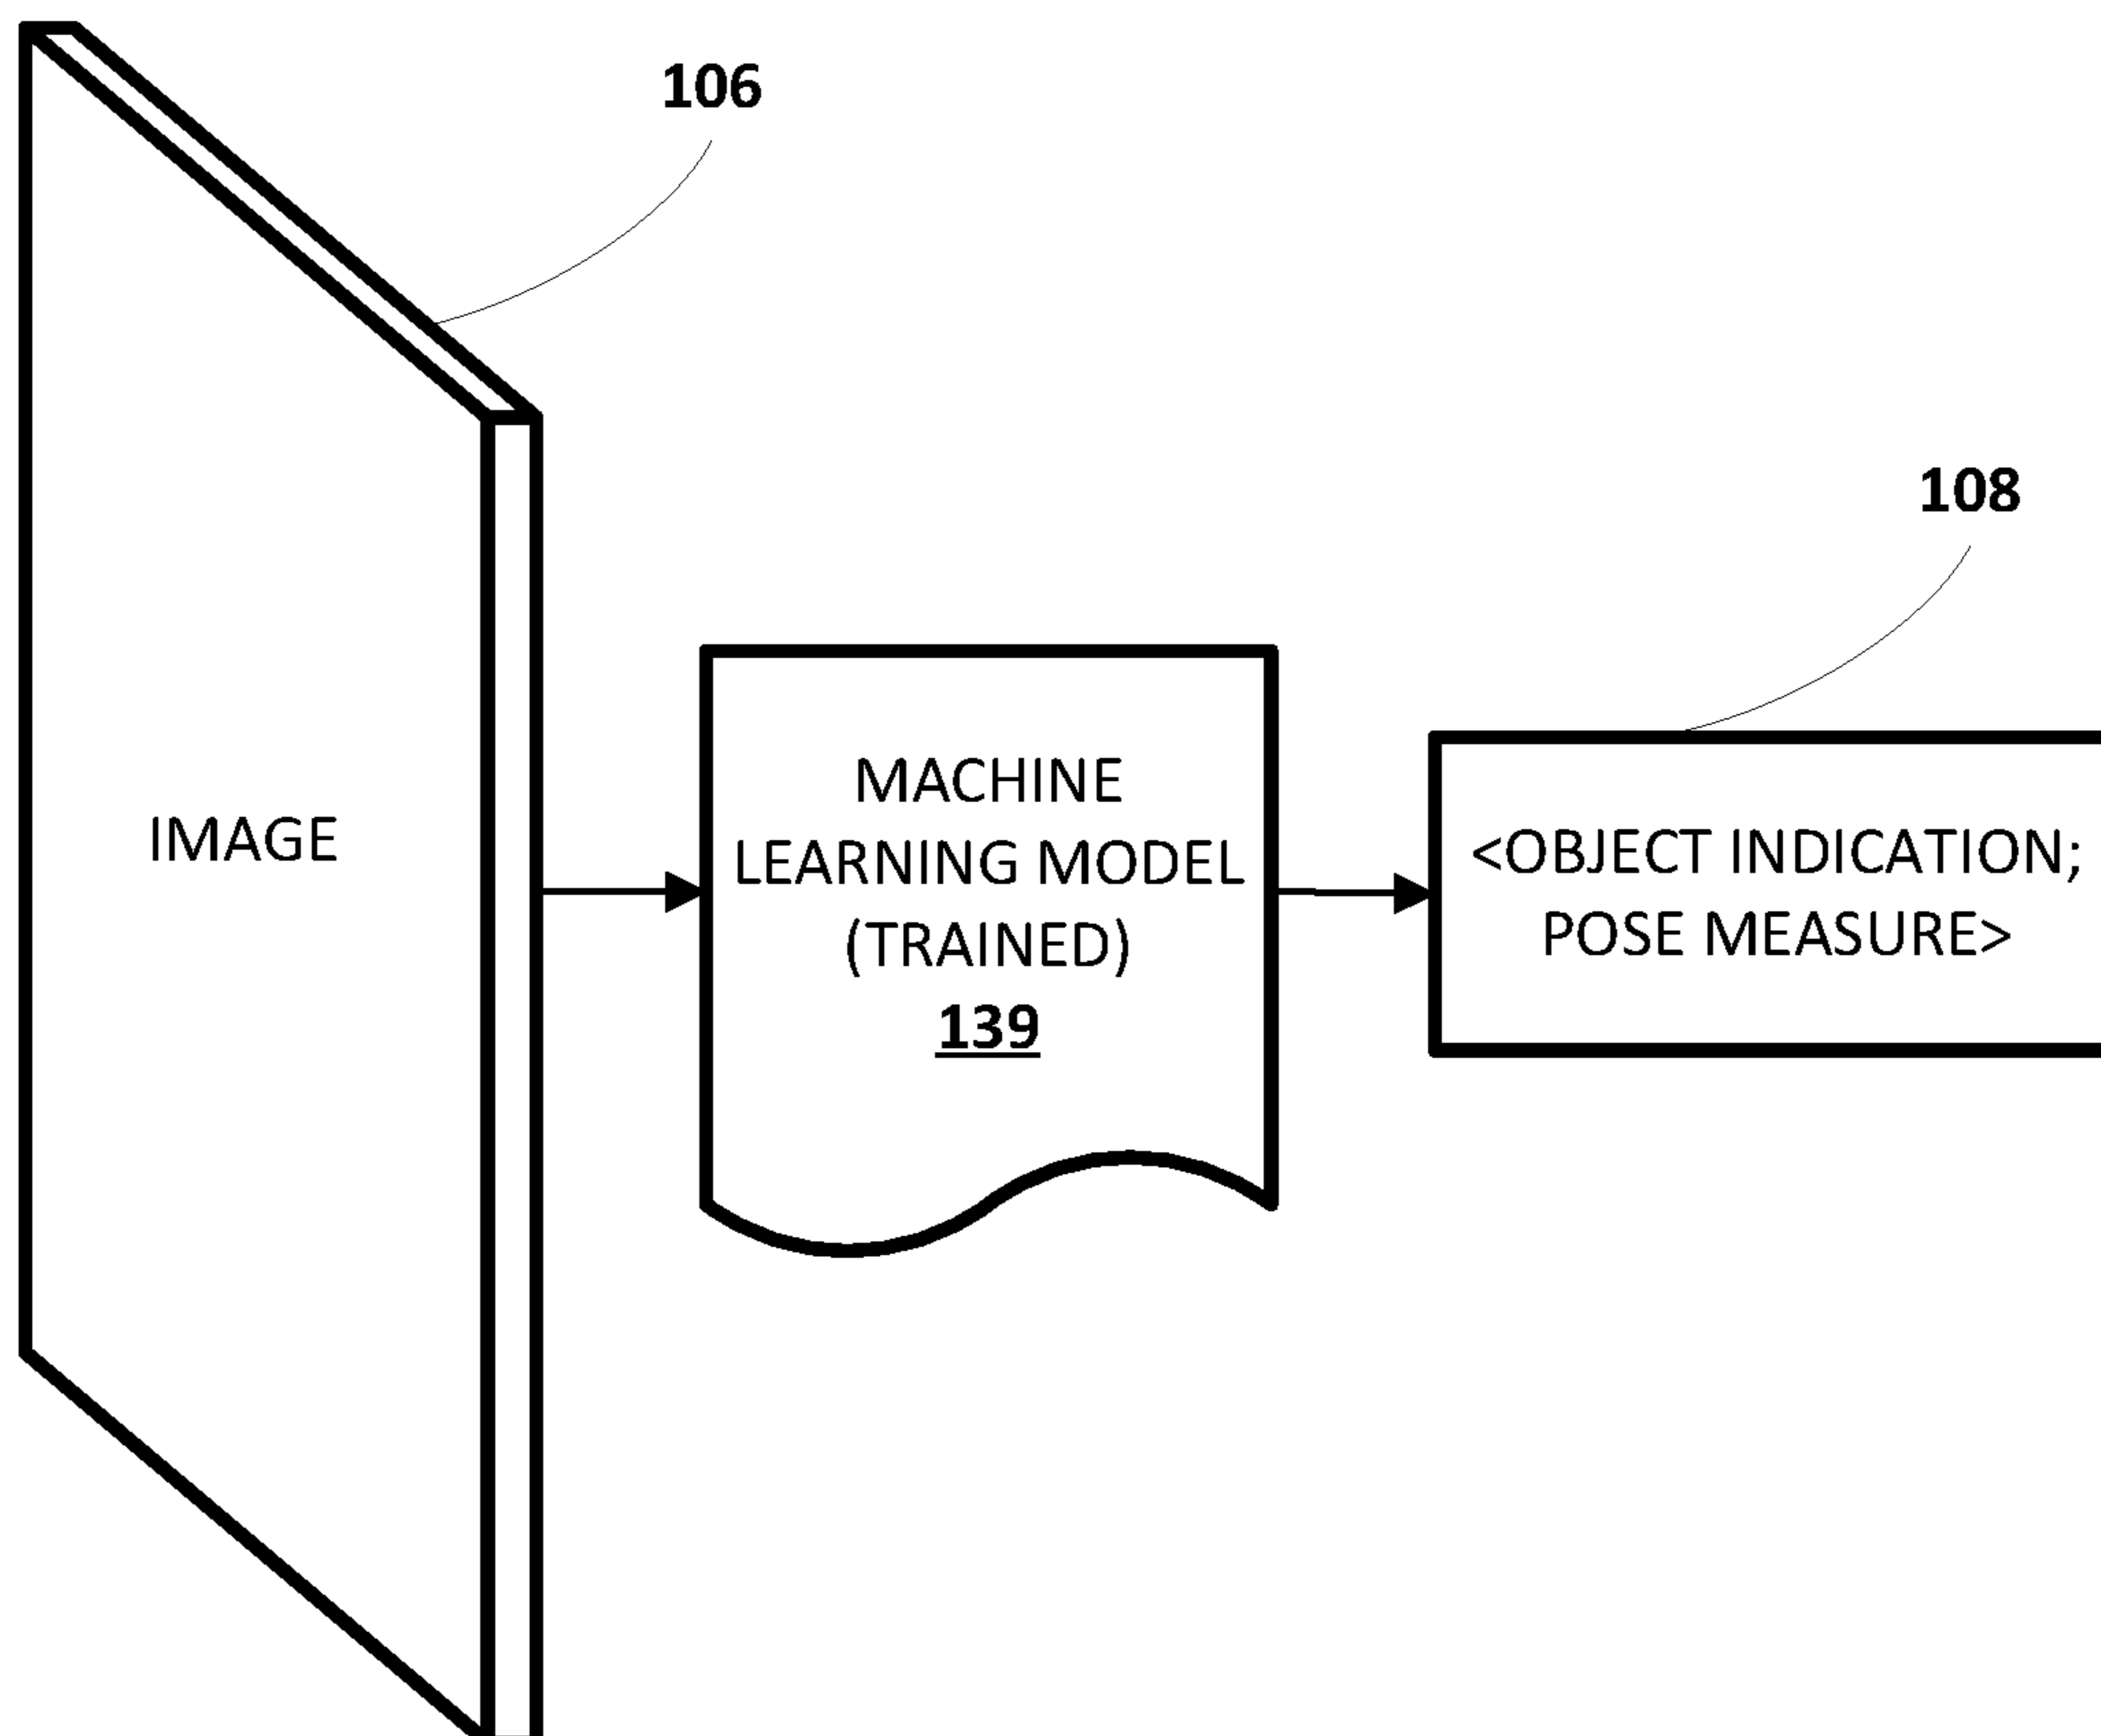 106
108
IMAGE
MACHINE
LEARNING MODEL
(TRAINED)
139
<OBJECT INDICATION;
POSE MEASURE>